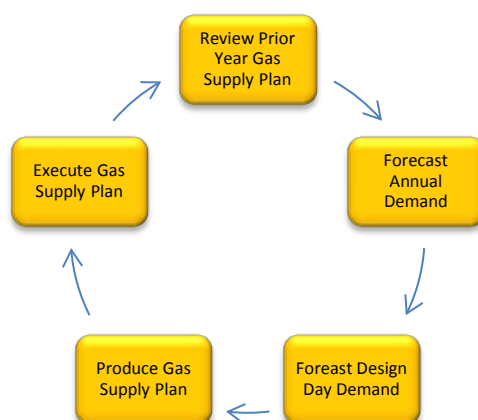 Review Prior
Year Gas
Supply Plan
Forecast
Annual
Demand
Foreast Design
Day Demand
Produce Gas
Supply Plan
Execute Gas
Supply Plan